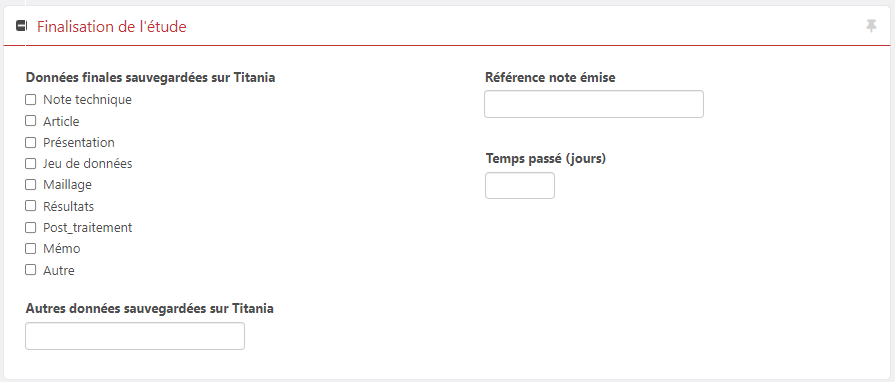 Finalisation de l'étude
Données finales sauvegardées sur Titania
Note technique
Article
Présentation
Jeu de données
Maillage
Résultats
Post_traitement
Mémo
Autre
Autres données sauvegardées sur Titania
Référence note émise
Temps passé (jours)